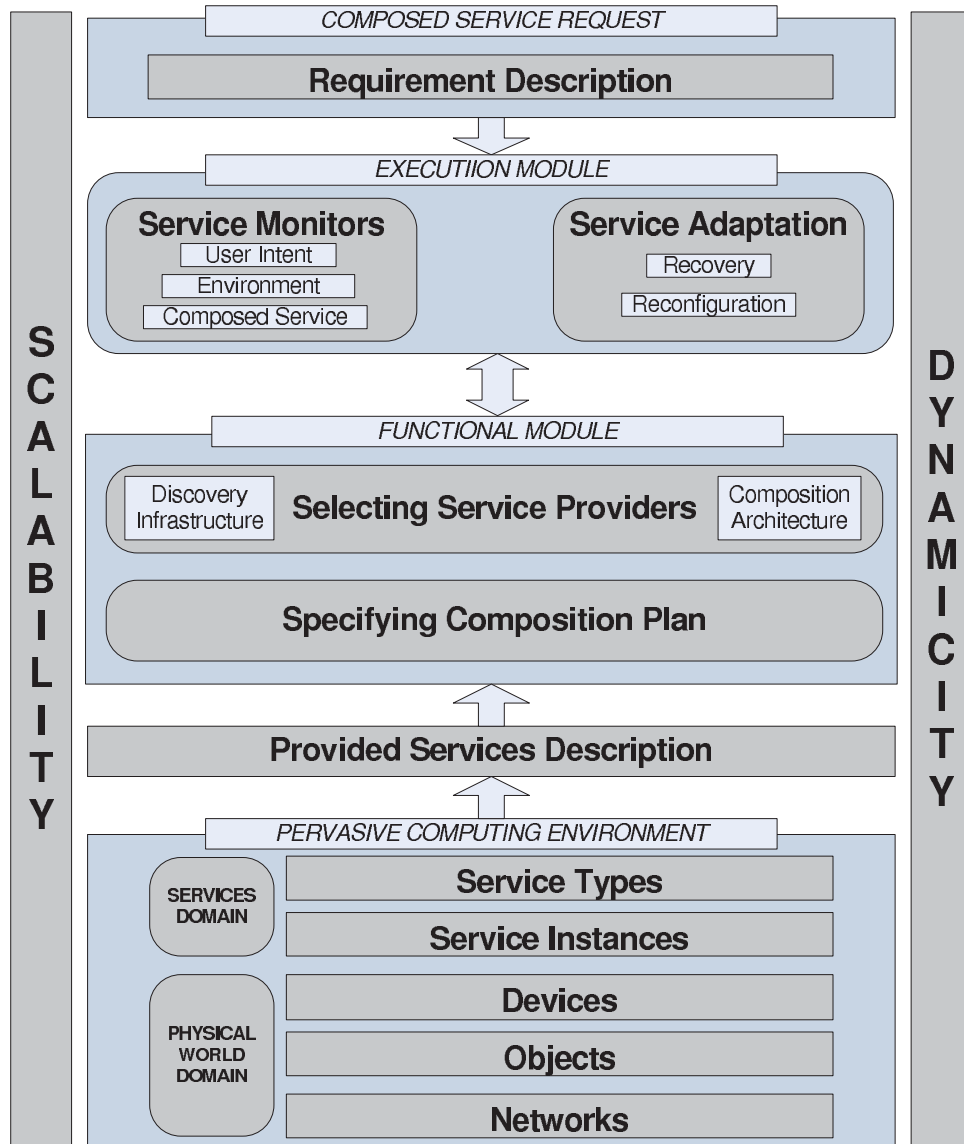 COMPOSED SERVICE REQUEST
Requirement Description
EXECUTIION MODULE
Service Monitors
User Intent
Environment
Composed Service
Service Adaptation
Recovery
Reconfiguration
FUNCTIONAL MODULE
Discovery
Infrastructure
Selecting Service Providers
Composition
Architecture
Specifying Composition Plan
Provided Services Description
PERVASIVE COMPUTING ENVIRONMENT
SERVICES
DOMAIN
Service Types
Service Instances
PHYSICAL
WORLD
DOMAIN
Devices
Objects
Networks
SCALABILITY
DYNAMICITY